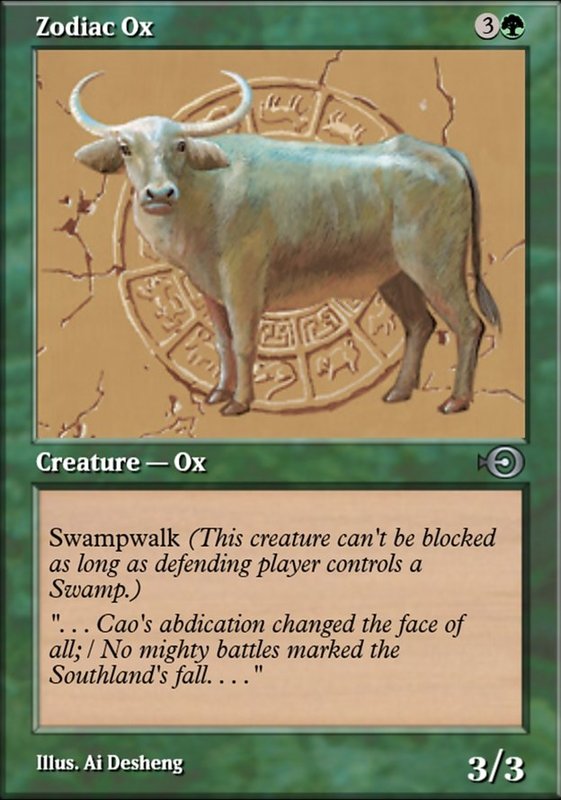 Zodiac Ox
3
Creature — Ox
Swampwalk (This creature can't be blocked
as long as defending player controls a
Swamp.)
". . . Cao's abdication changed the face of
all; / No mighty battles marked the
Southland's fall. . . ."
Illus. Ai Desheng
3/3